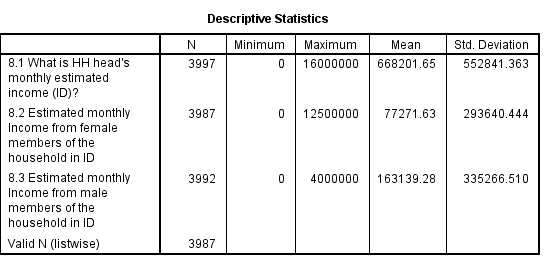 Descriptive Statistics
N Minimum Maximum Mean Std. Deviation
8.1 What is HH head's 3997 0 16000000 668201.65 552841.363
monthly estimated
income (ID)?
8.2 Estimated monthly 3987 0 12500000 77271.63 293640.444
Income from female
members of the
household in ID
8.3 Estimated monthly 3992 0 4000000 163139.28 335266.510
Income from male
members of the
household in ID
Valid N (listwise) 3987